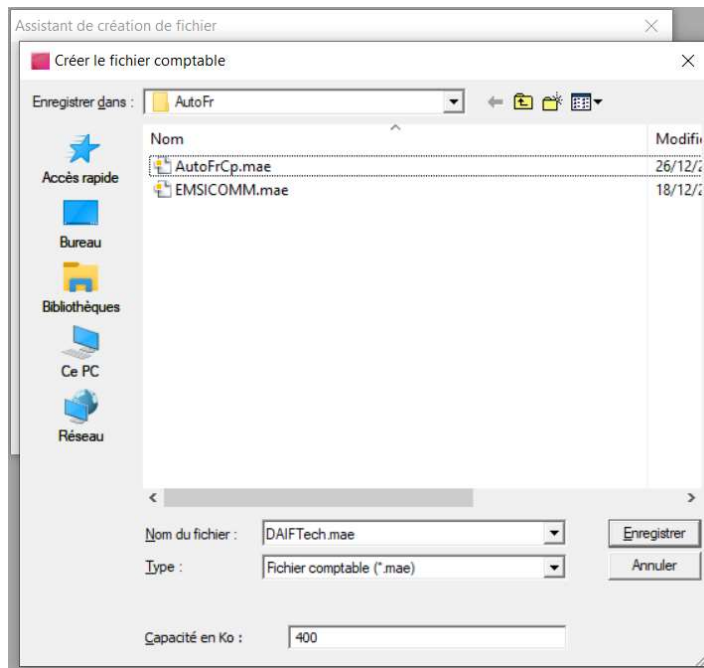 Assistant de création de fichier
Créer le fichier comptable
Enregistrer dans : AutoFr
Nom Modifi
AutoFrCp.mae 26/12/2
EMSICOMM.mae 18/12/2
Accès rapide
Bureau
Bibliothèques
Ce PC
Réseau
Nom du fichier : DAIFTech.mae Enregistrer
Type : Fichier comptable (*.mae) Annuler
Capacité en Ko : 400